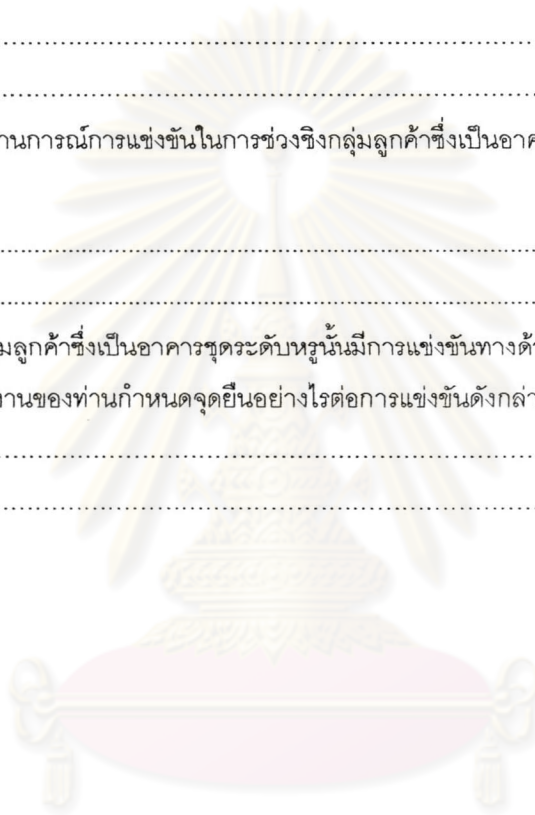 านการณ์การแข่งขันในการช่วงชิงกลุ่มลูกค้าซึ่งเป็นอาค
มลูกค้าซึ่งเป็นอาคารชุดระดับหรูนั้นมีการแข่งขันทางด้
งานของท่านกำหนดจุดยืนอย่างไรต่อการแข่งขันดังกล่า